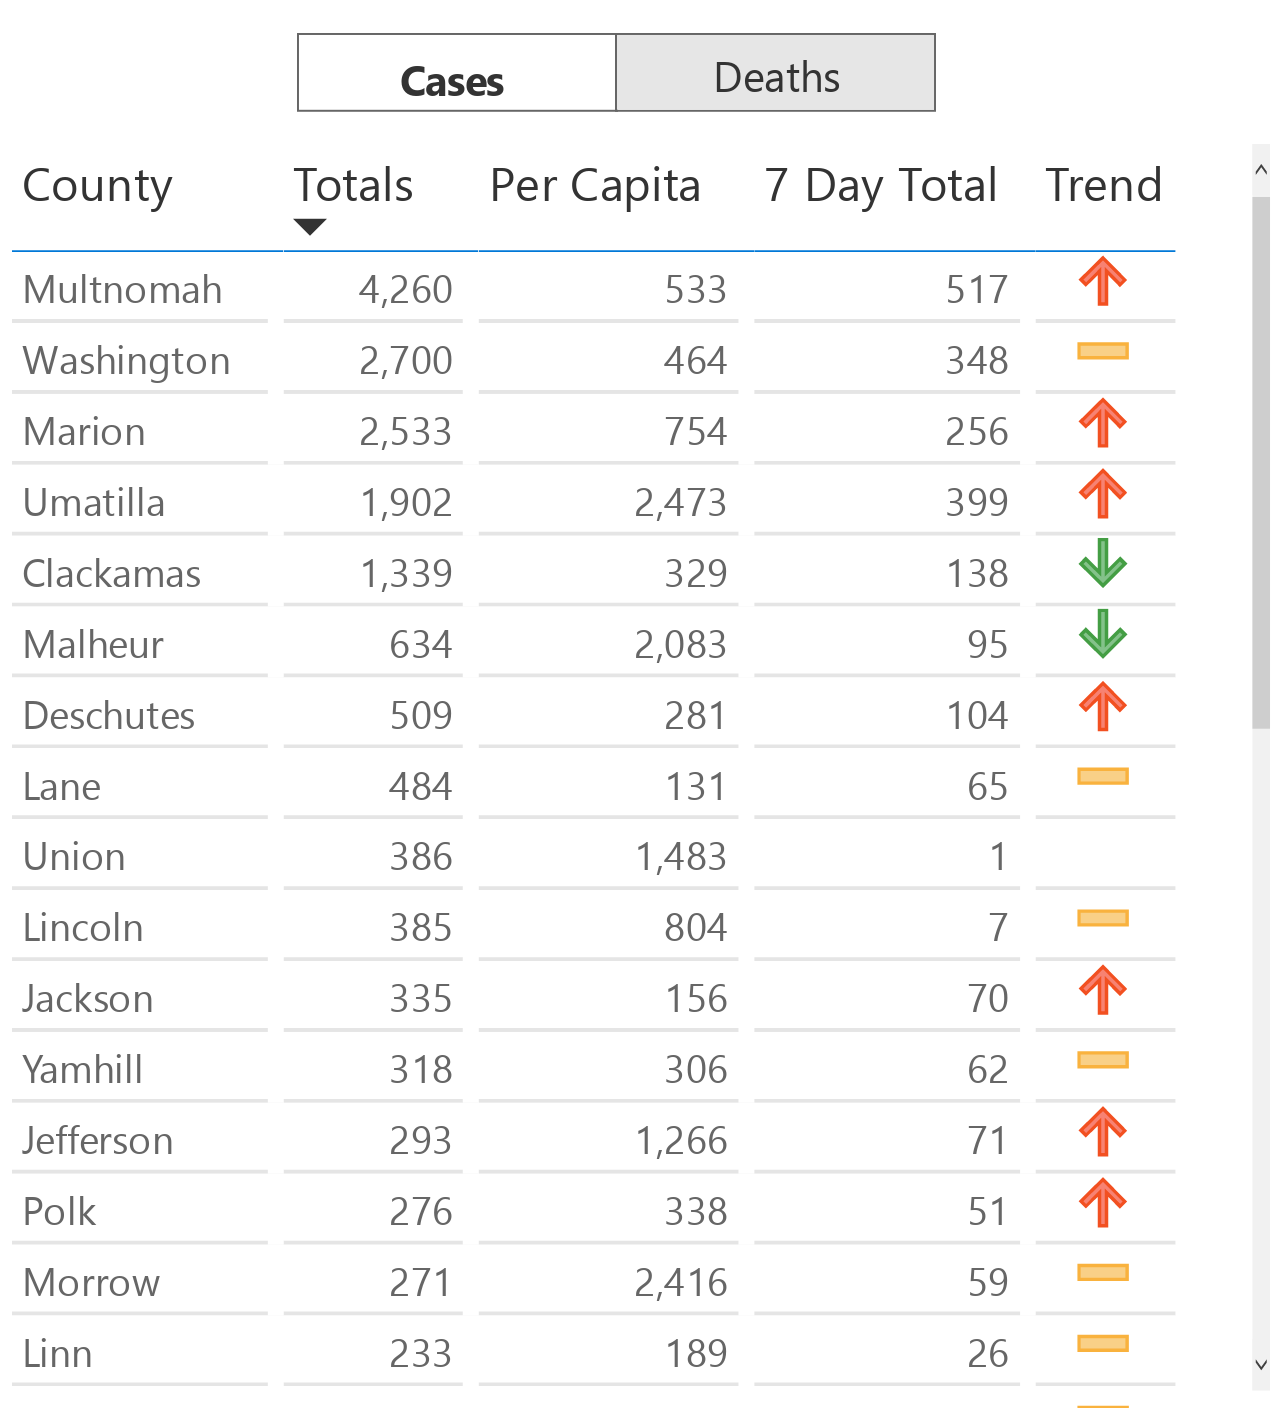 Cases Deaths
County Totals Per Capita 7 Day Total Trend
Multnomah 4,260 533 517
Washington 2,700 464 348
Marion 2,533 754 256
Umatilla 1,902 2,473 399
Clackamas 1,339 329 138
Malheur 634 2,083 95
Deschutes 509 281 104
Lane 484 131 65
Union 386 1,483 1
Lincoln 385 804 7
Jackson 335 156 70
Yamhill 318 306 62
Jefferson 293 1,266 71
Polk 276 338 51
Morrow 271 2,416 59
Linn 233 189 26